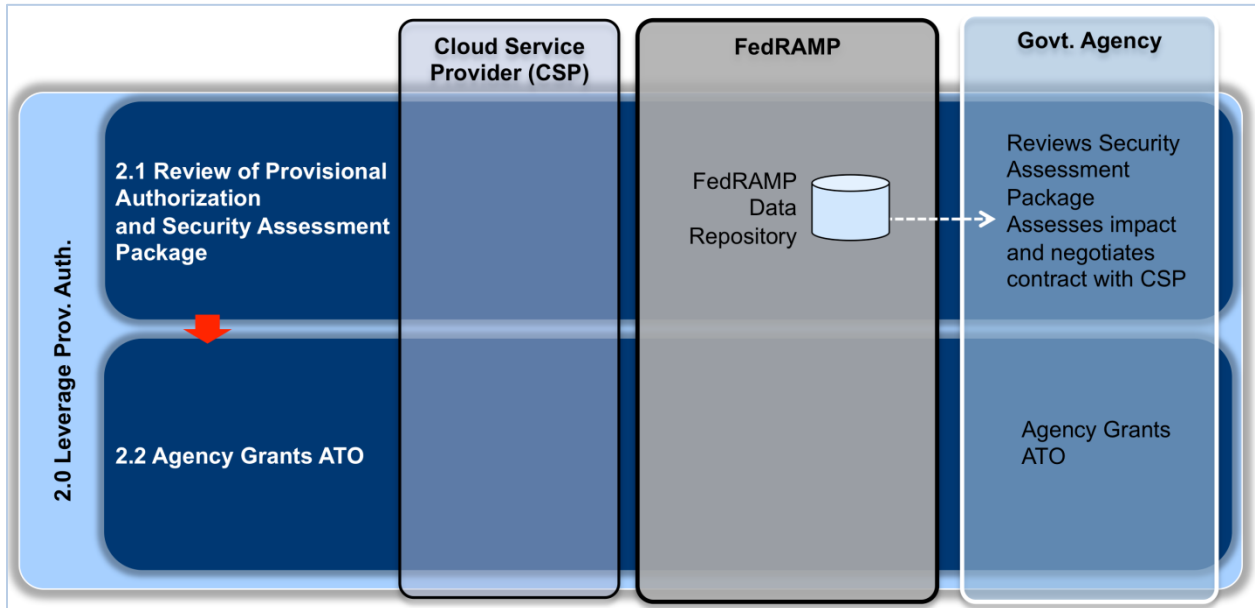 Cloud Service
Provider (CSP)
FedRAMP
Govt. Agency
2.0 Leverage Prov. Auth.
2.1 Review of Provisional
Authorization
and Security Assessment
Package
FedRAMP
Data
Repository
Reviews Security
Assessment
Package
Assesses impact
and negotiates
contract with CSP
2.2 Agency Grants ATO
Agency Grants
ATO